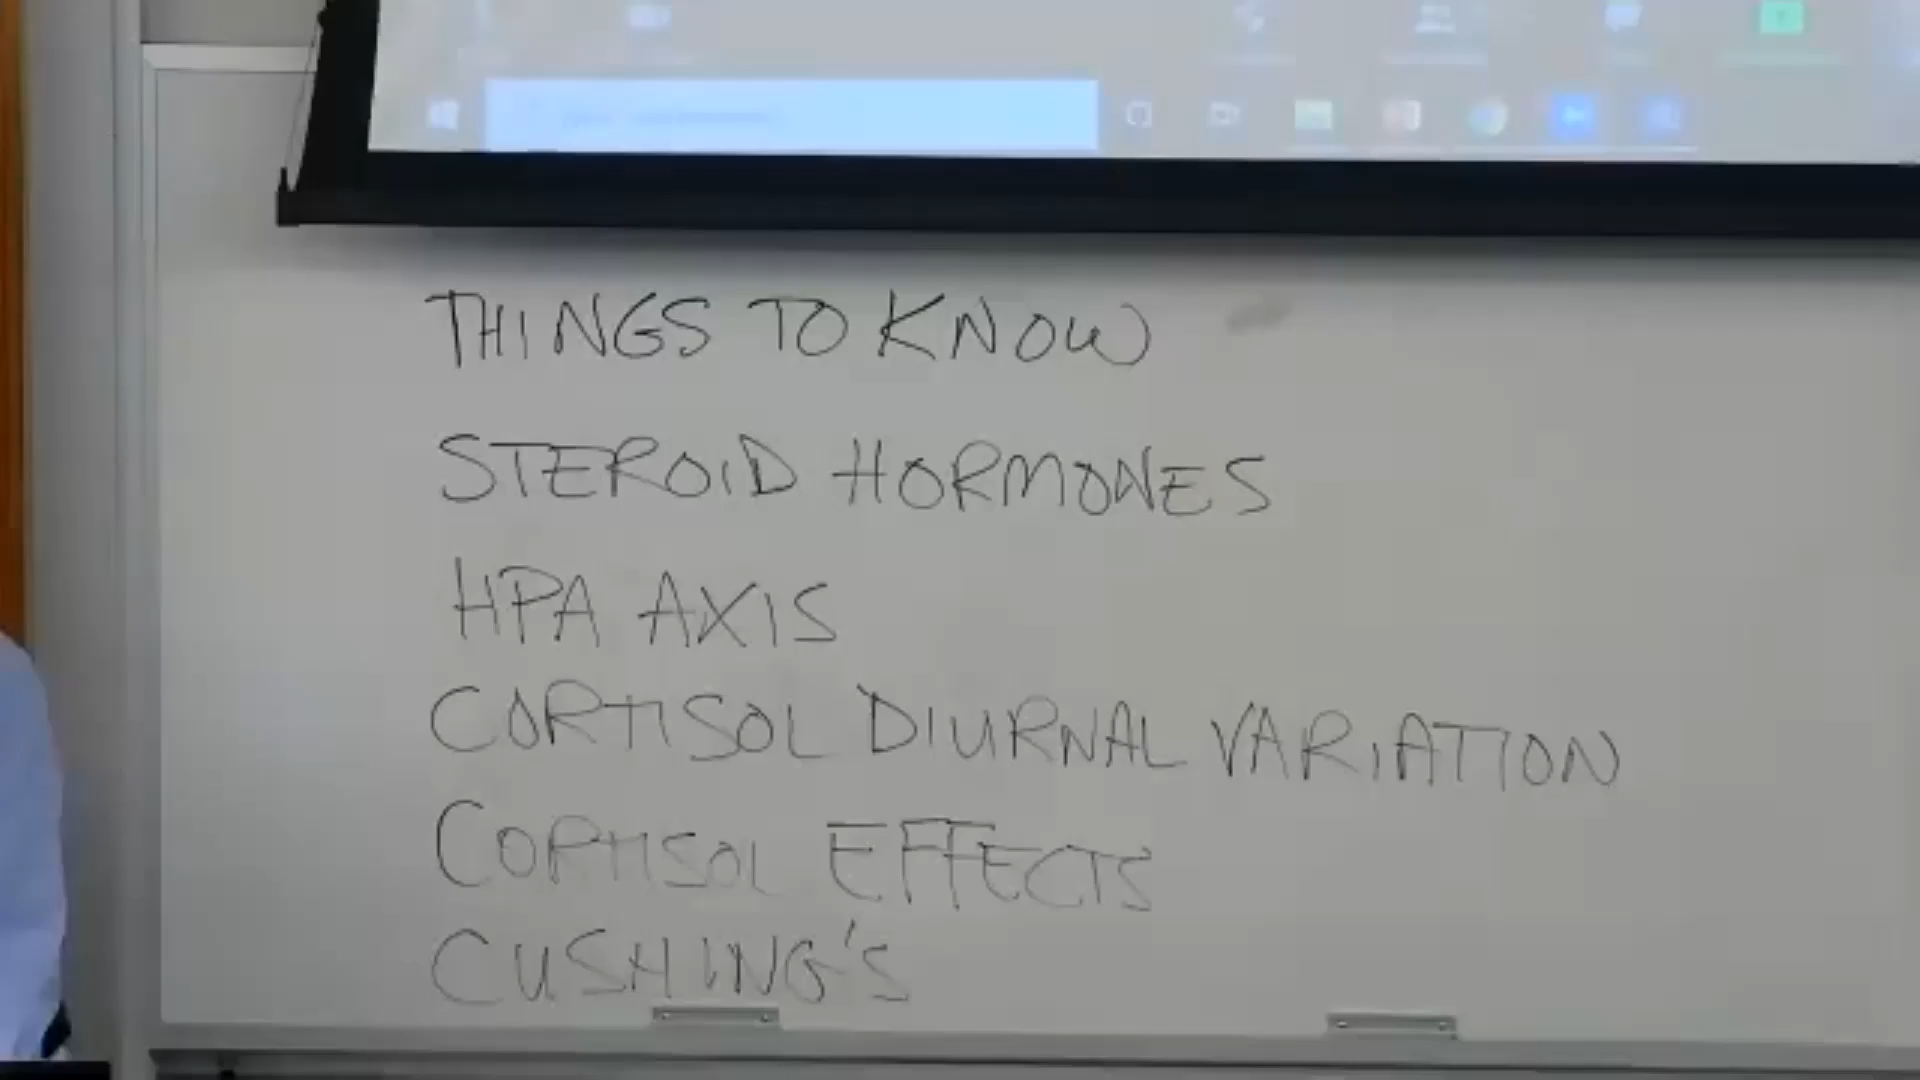 THINGS TO KNOW
STEROID HORMONES
HPA AXIS
CORTISOL DIURNAL VARIATION
CORTISOL EFFECTS
CUSHING'S